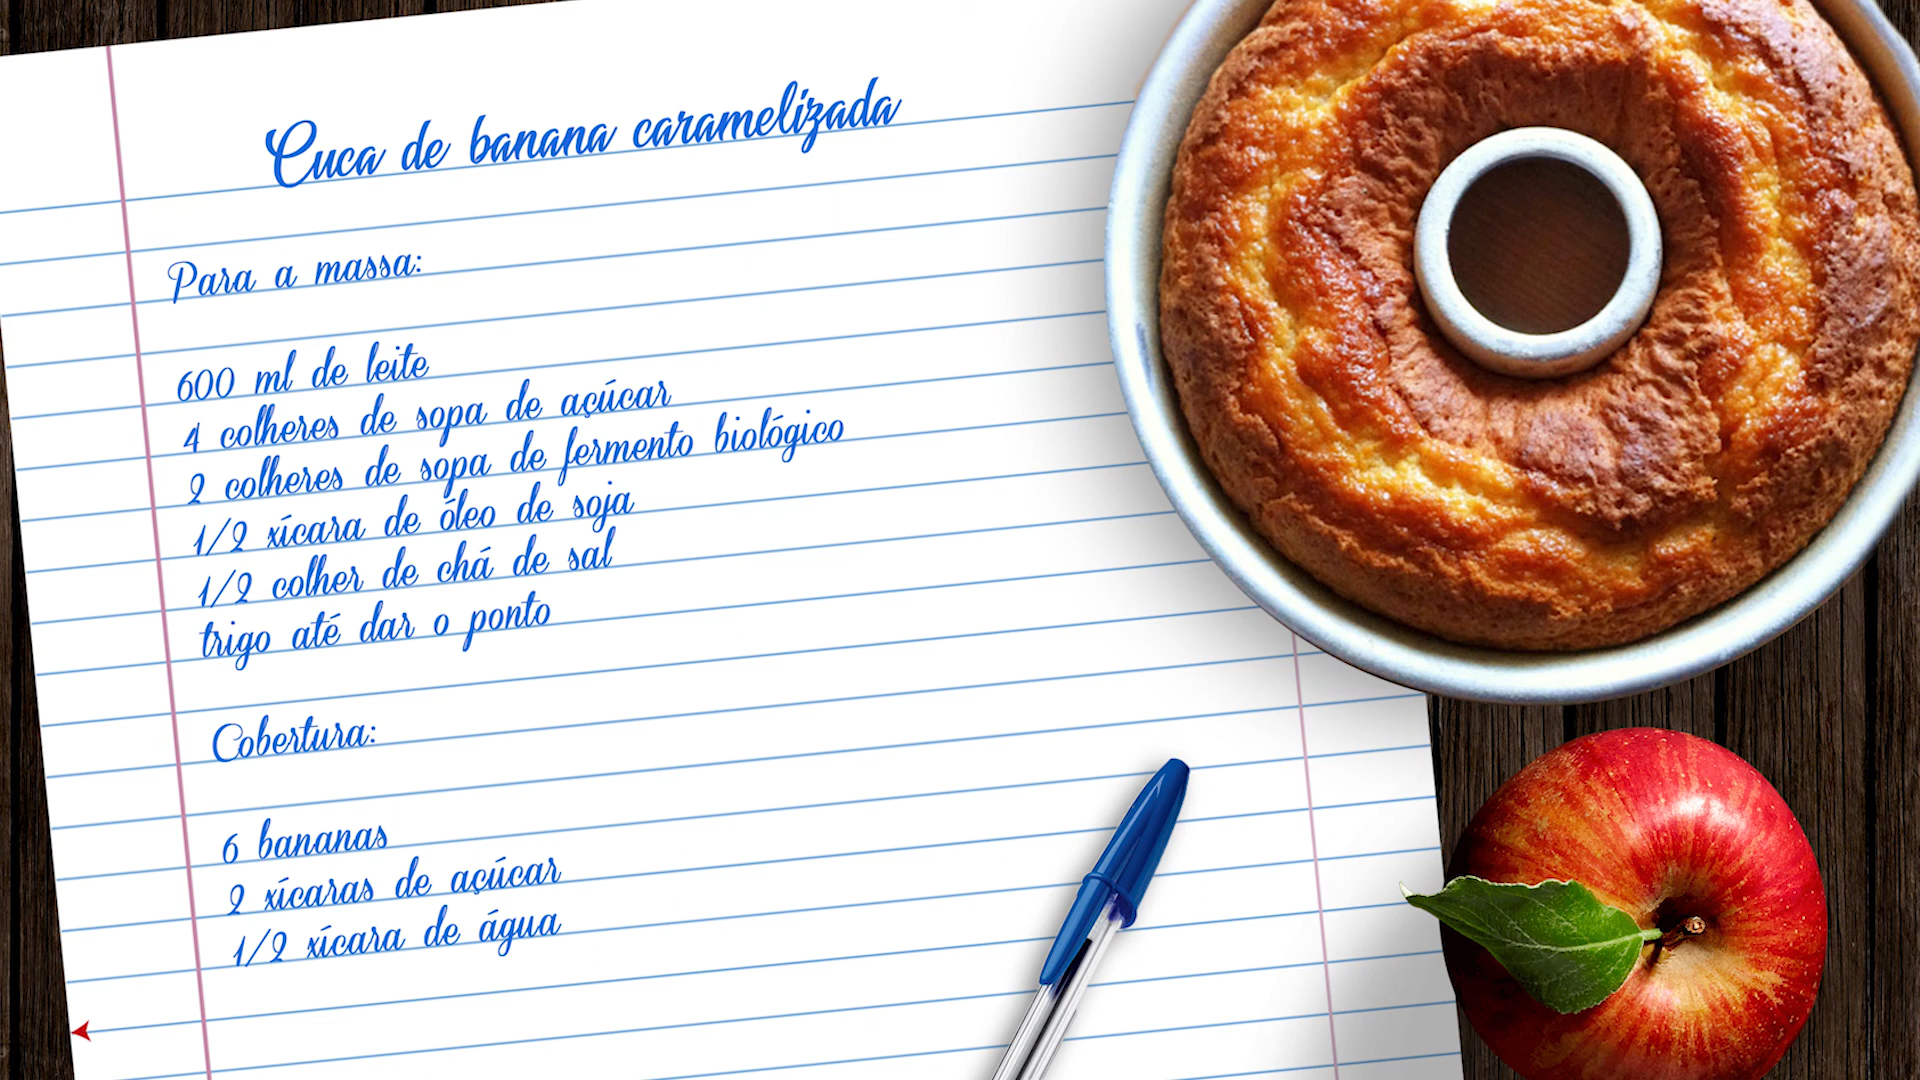 Cuca de banana caramelizada
Para a massa:
600 ml de leite
4 colheres de sopa de açúcar
2 colheres de sopa de fermento biológico
1/2 xícara de óleo de soja
1/2 colher de chá de sal
trigo até dar o ponto
Cobertura:
6 bananas
2 xícaras de açúcar
1/2 xícara de água